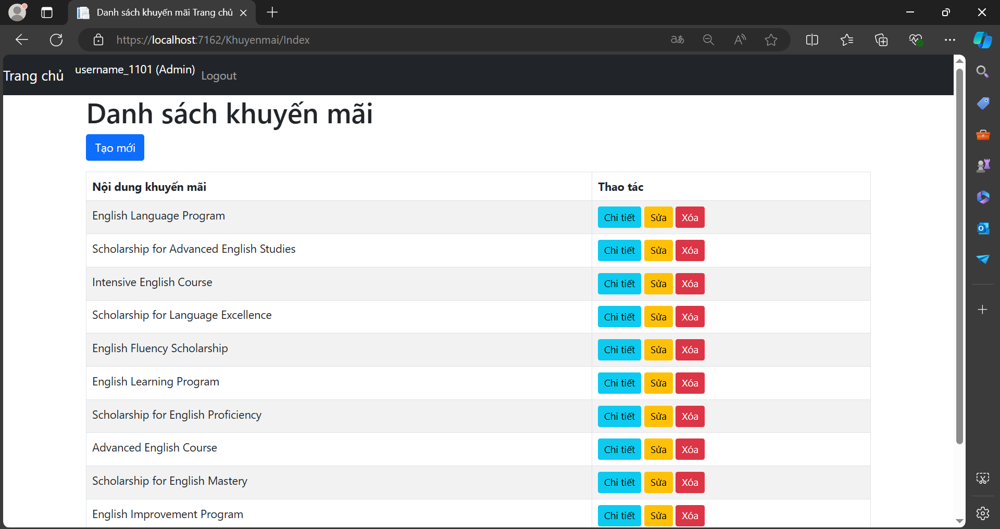 Danh sách khuyến mãi Trang chủ
https://localhost:7162/Khuyenmai/Index
aあ
Trang chủ username_1101 (Admin) Logout
Danh sách khuyến mãi
Tạo mới
Nội dung khuyến mãi Thao tác
English Language Program Chi tiết Sửa Xóa
Scholarship for Advanced English Studies Chi tiết Sửa Xóa
Intensive English Course Chi tiết Sửa Xóa
Scholarship for Language Excellence Chi tiết Sửa Xóa
English Fluency Scholarship Chi tiết Sửa Xóa
English Learning Program Chi tiết Sửa Xóa
Scholarship for English Proficiency Chi tiết Sửa Xóa
Advanced English Course Chi tiết Sửa Xóa
Scholarship for English Mastery Chi tiết Sửa Xóa
English Improvement Program Chi tiết Sửa Xóa